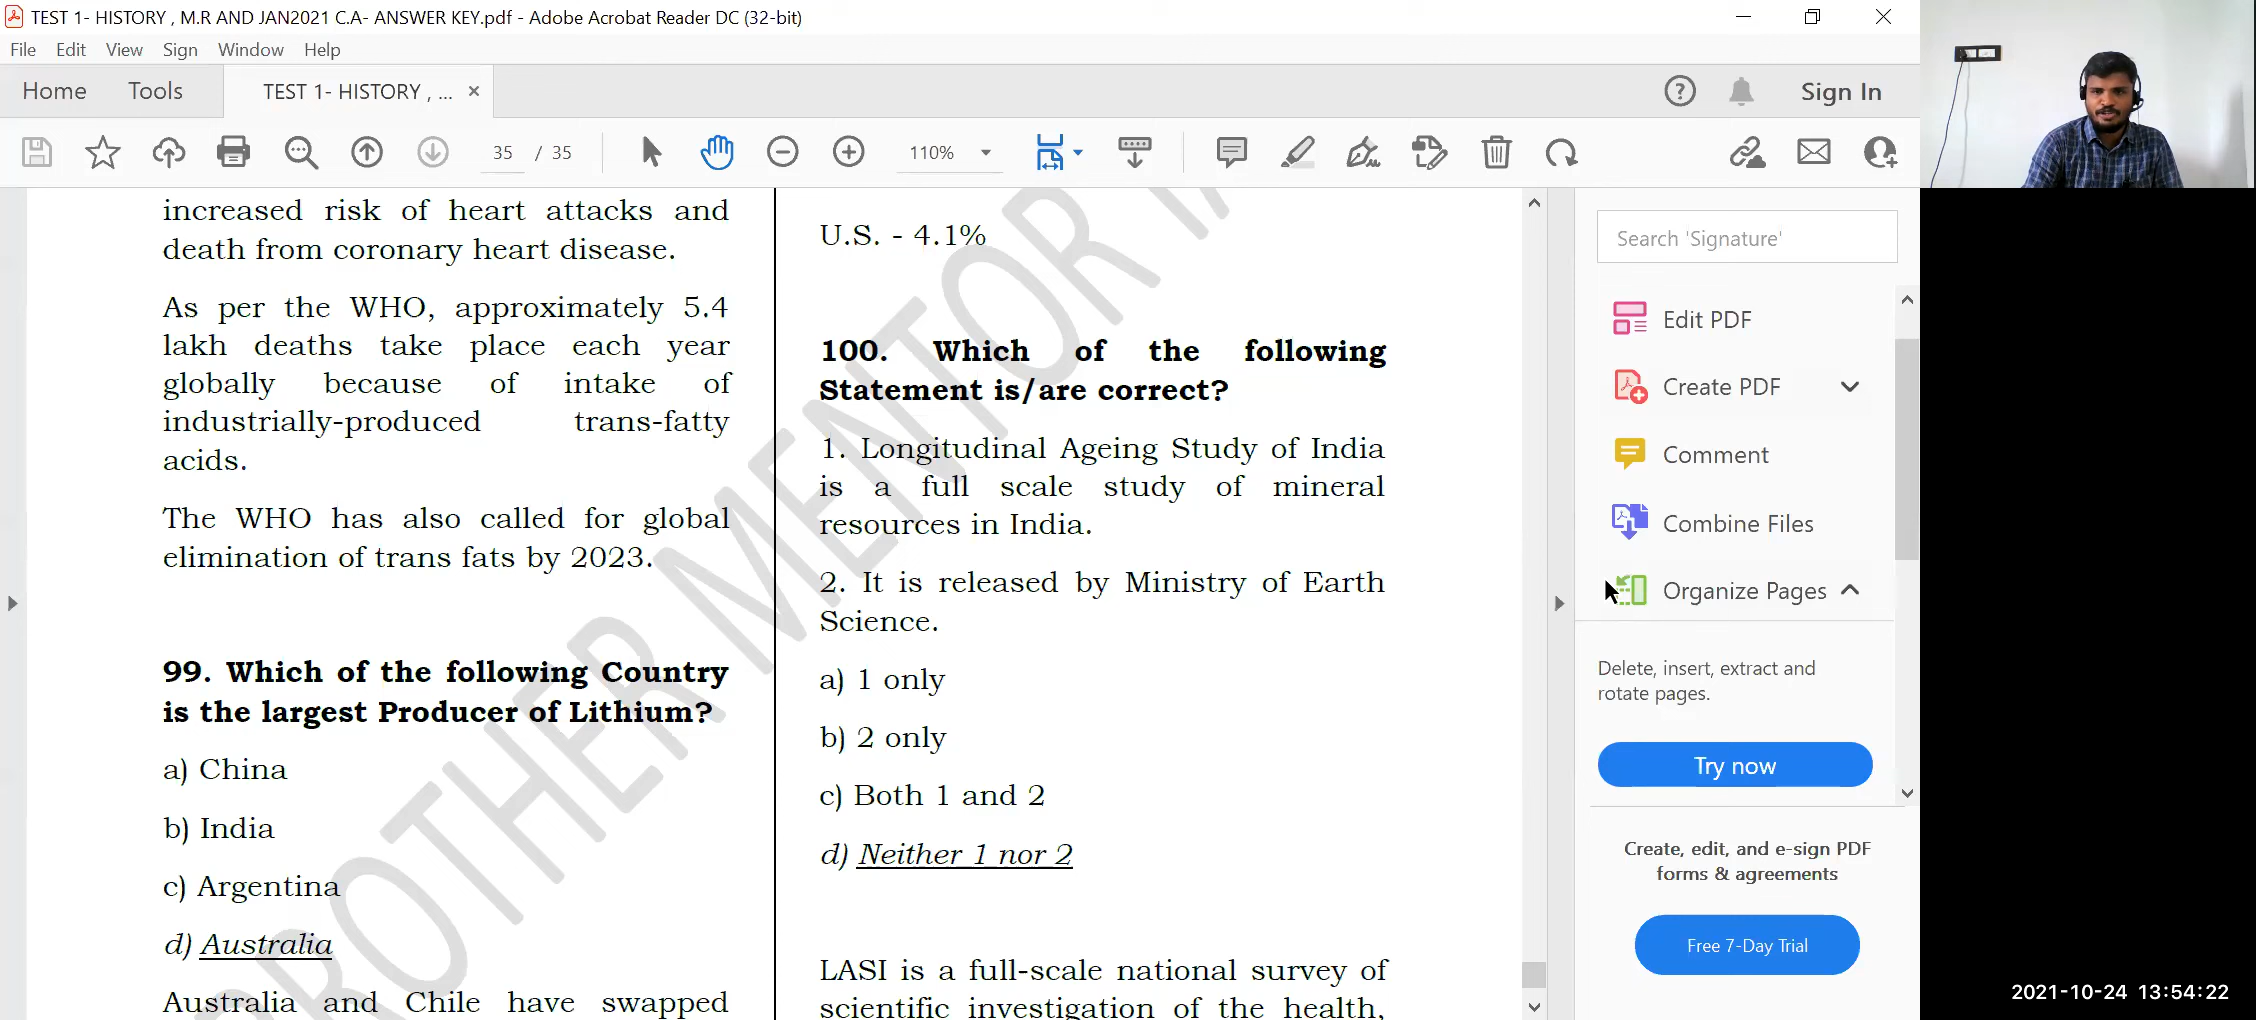 TEST 1- HISTORY , M.R AND JAN2021 C.A- ANSWER KEY.pdf - Adobe Acrobat Reader DC (32-bit)
File Edit View Sign Window Help
Home Tools TEST 1- HISTORY , ... ×
Sign In
35 / 35
110%
increased risk of heart attacks and
death from coronary heart disease.
As per the WHO, approximately 5.4
lakh deaths take place each year
globally because of intake of
industrially-produced trans-fatty
acids.
The WHO has also called for global
elimination of trans fats by 2023.
99. Which of the following Country
is the largest Producer of Lithium?
a) China
b) India
c) Argentina
d) Australia
Australia and Chile have swapped
U.S. - 4.1%
100. Which of the following
Statement is/are correct?
1. Longitudinal Ageing Study of India
is a full scale study of mineral
resources in India.
2. It is released by Ministry of Earth
Science.
a) 1 only
b) 2 only
c) Both 1 and 2
d) Neither 1 nor 2
LASI is a full-scale national survey of
scientific investigation of the health,
BROTHER MENTOR
Search 'Signature'
Edit PDF
Create PDF
Comment
Combine Files
Organize Pages
Delete, insert, extract and
rotate pages.
Try now
Create, edit, and e-sign PDF
forms & agreements
Free 7-Day Trial
2021-10-24 13:54:22